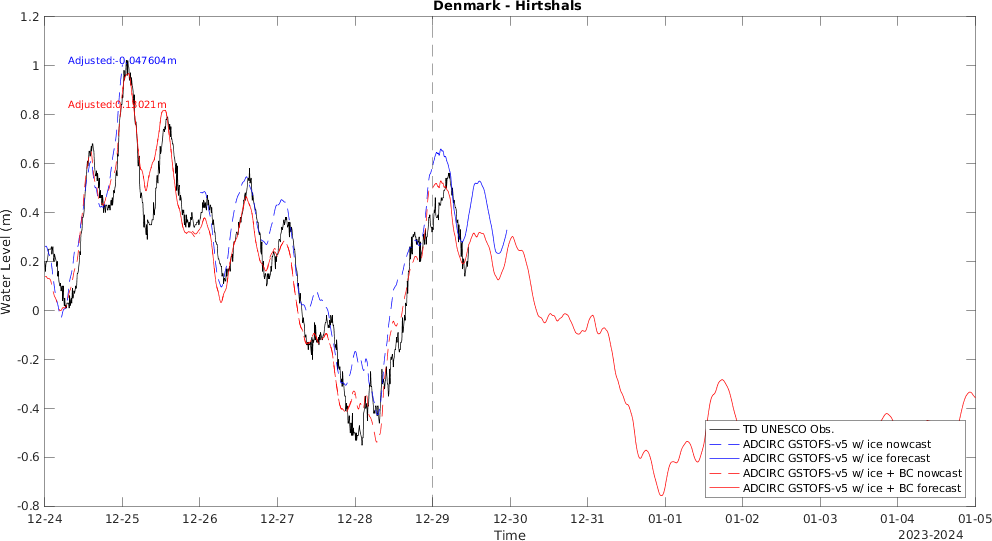 Denmark - Hirtshals
1.2
1
0.8
0.6
0.4
0.2
0
-0.2
-0.4
-0.6
-0.8
Water Level (m)
Adjusted:-0.047604m
Adjusted:0.13021m
TD UNESCO Obs.
ADCIRC GSTOFS-v5 w/ ice nowcast
ADCIRC GSTOFS-v5 w/ ice forecast
ADCIRC GSTOFS-v5 w/ ice + BC nowcast
ADCIRC GSTOFS-v5 w/ ice + BC forecast
12-24 12-25 12-26 12-27 12-28 12-29 12-30 12-31 01-01 01-02 01-03 01-04 01-05
Time
2023-2024